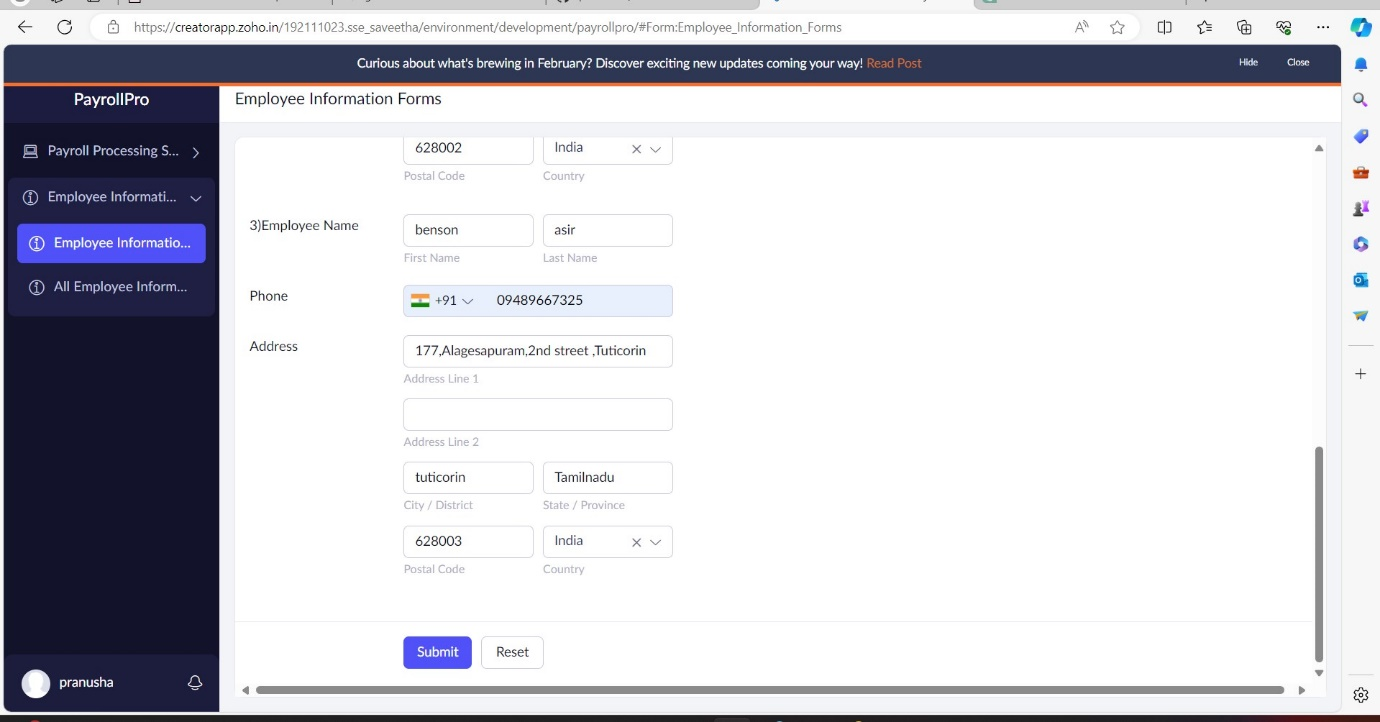 https://creatorapp.zoho.in/192111023.sse_saveetha/environment/development/payrollpro/#Form:Employee_Information_Forms
Curious about what's brewing in February? Discover exciting new updates coming your way! Read Post
Hide
Close
PayrollPro
Employee Information Forms
Payroll Processing S...
Employee Informati...
Employee Informatio...
All Employee Inform...
628002
India
Postal Code
Country
3)Employee Name
benson
asir
First Name
Last Name
Phone
+91
09489667325
Address
177,Alagesapuram,2nd street ,Tuticorin
Address Line 1
Address Line 2
tuticorin
Tamilnadu
City / District
State / Province
628003
India
Postal Code
Country
Submit
Reset
pranusha